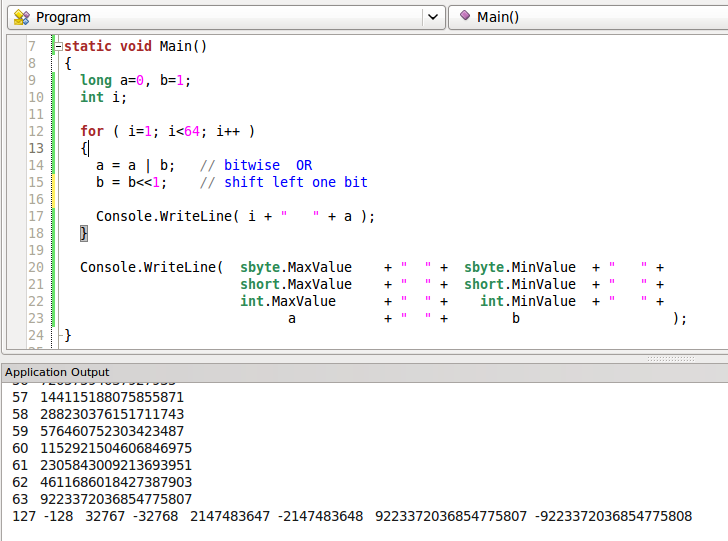 Program Main()
7 static void Main()
8 {
9 long a=0, b=1;
10 int i;
11
12 for ( i=1; i<64; i++ )
13 {
14 a = a | b; // bitwise OR
15 b = b<<1; // shift left one bit
16
17 Console.WriteLine( i + "   " + a );
18 }
19
20 Console.WriteLine( sbyte.MaxValue + "  " + sbyte.MinValue + "   " +
21 short.MaxValue + "  " + short.MinValue + "   " +
22 int.MaxValue + "  " + int.MinValue + "   " +
23 a + "  " + b );
24 }
Application Output
57 144115188075855871
58 288230376151711743
59 576460752303423487
60 1152921504606846975
61 2305843009213693951
62 4611686018427387903
63 9223372036854775807
127 -128 32767 -32768 2147483647 -2147483648 9223372036854775807 -9223372036854775808